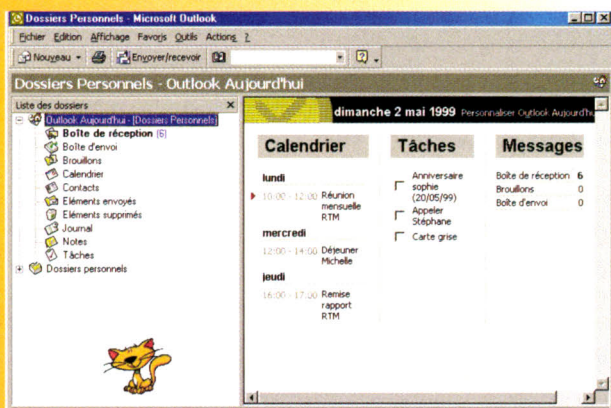 Dossiers Personnels - Microsoft Outlook
Fichier Edition Affichage Favoris Outils Actions ?
Nouveau Envoyer/recevoir
Dossiers Personnels - Outlook Aujourd'hui
Liste des dossiers
Outlook Aujourd'hui - [Dossiers Personnels]
Boîte de réception [6]
Boîte d'envoi
Brouillons
Calendrier
Contacts
Eléments envoyés
Eléments supprimés
Journal
Notes
Tâches
Dossiers personnels
dimanche 2 mai 1999 Personnaliser Outlook Aujourd'hu
Calendrier
lundi
10:00 - 12:00 Réunion
mensuelle
RTM
mercredi
12:00 - 14:00 Déjeuner
Michelle
jeudi
16:00 - 17:00 Remise
rapport
RTM
Tâches
Anniversaire
sophie
(20/05/99)
Appeler
Stéphane
Carte grise
Messages
Boîte de réception 6
Brouillons 0
Boîte d'envoi 0